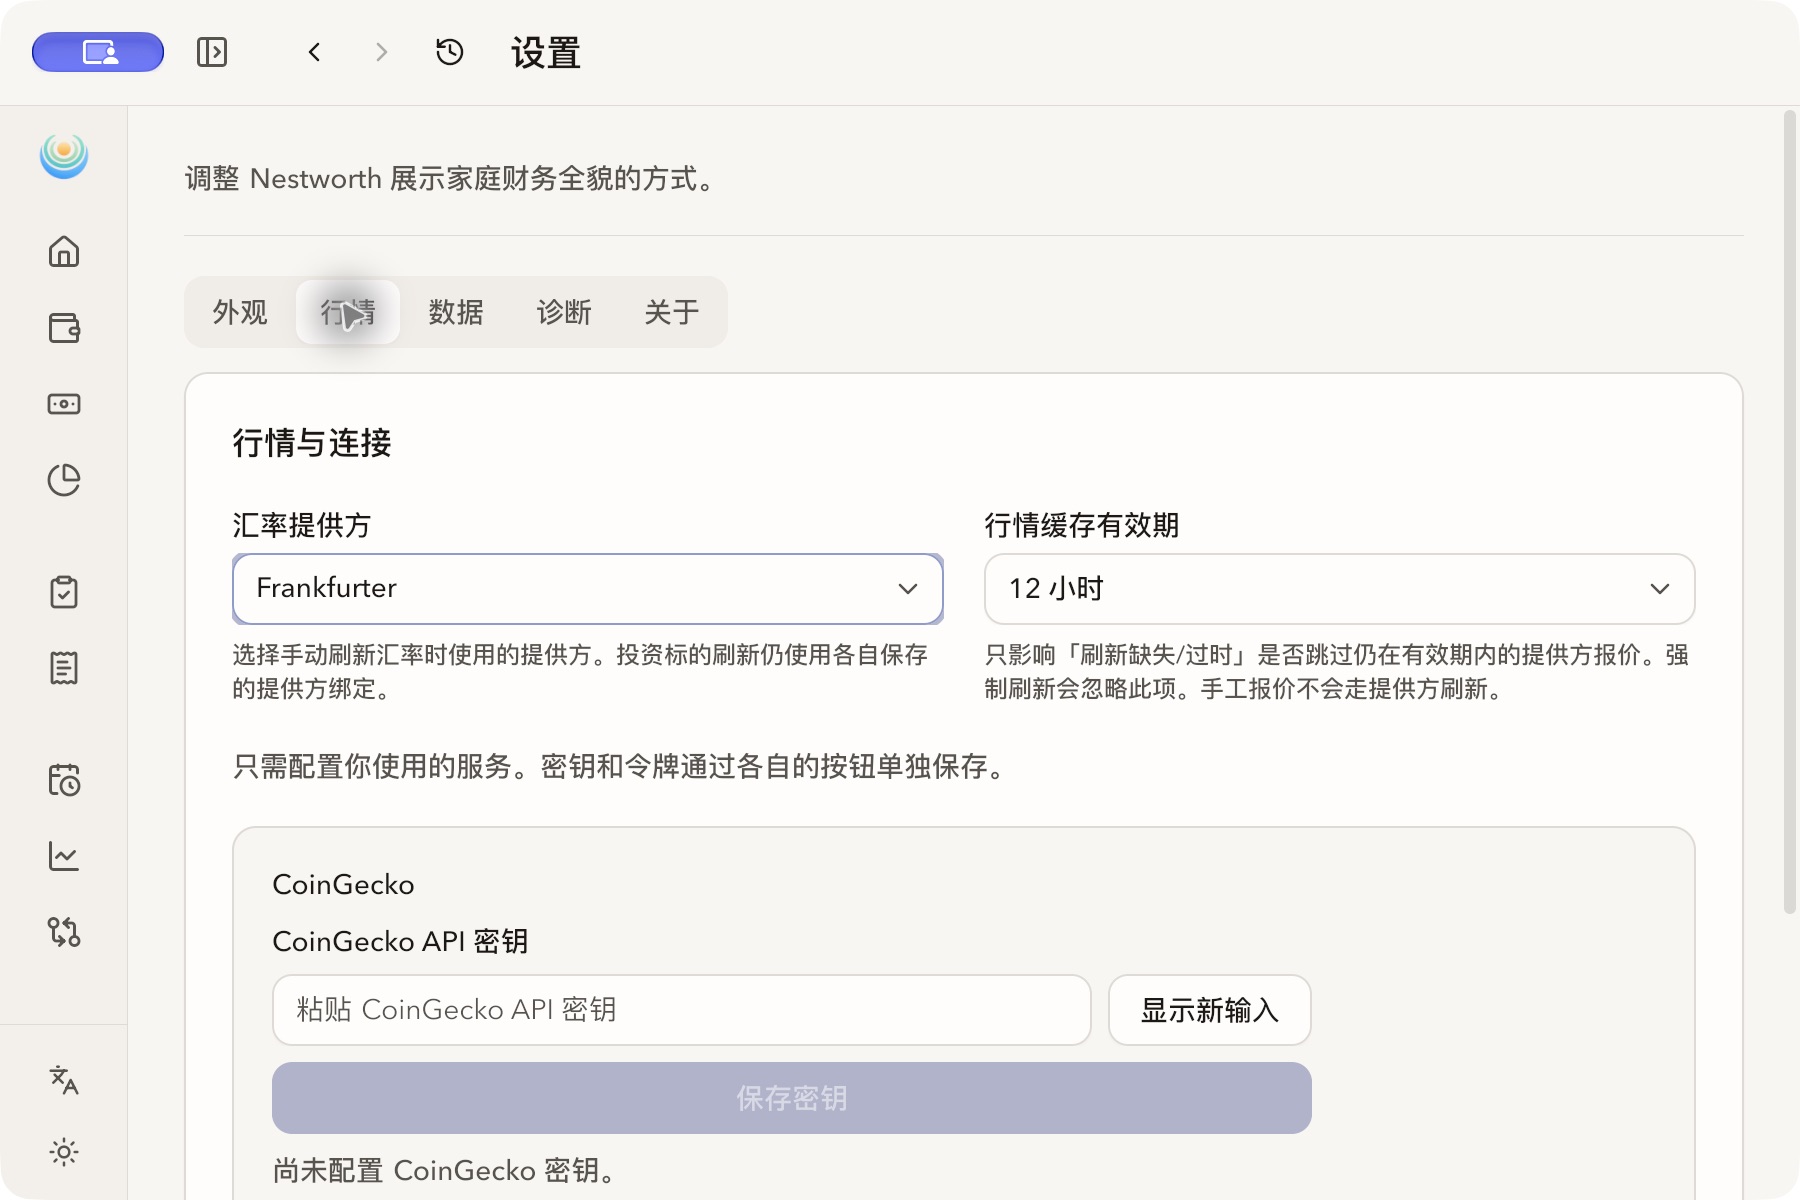 设置
调整 Nestworth 展示家庭财务全貌的方式。
外观 行情 数据 诊断 关于
行情与连接
汇率提供方
Frankfurter
选择手动刷新汇率时使用的提供方。投资标的刷新仍使用各自保存
的提供方绑定。
行情缓存有效期
12 小时
只影响「刷新缺失/过时」是否跳过仍在有效期内的提供方报价。强
制刷新会忽略此项。手工报价不会走提供方刷新。
只需配置你使用的服务。密钥和令牌通过各自的按钮单独保存。
CoinGecko
CoinGecko API 密钥
粘贴 CoinGecko API 密钥
显示新输入
保存密钥
尚未配置 CoinGecko 密钥。